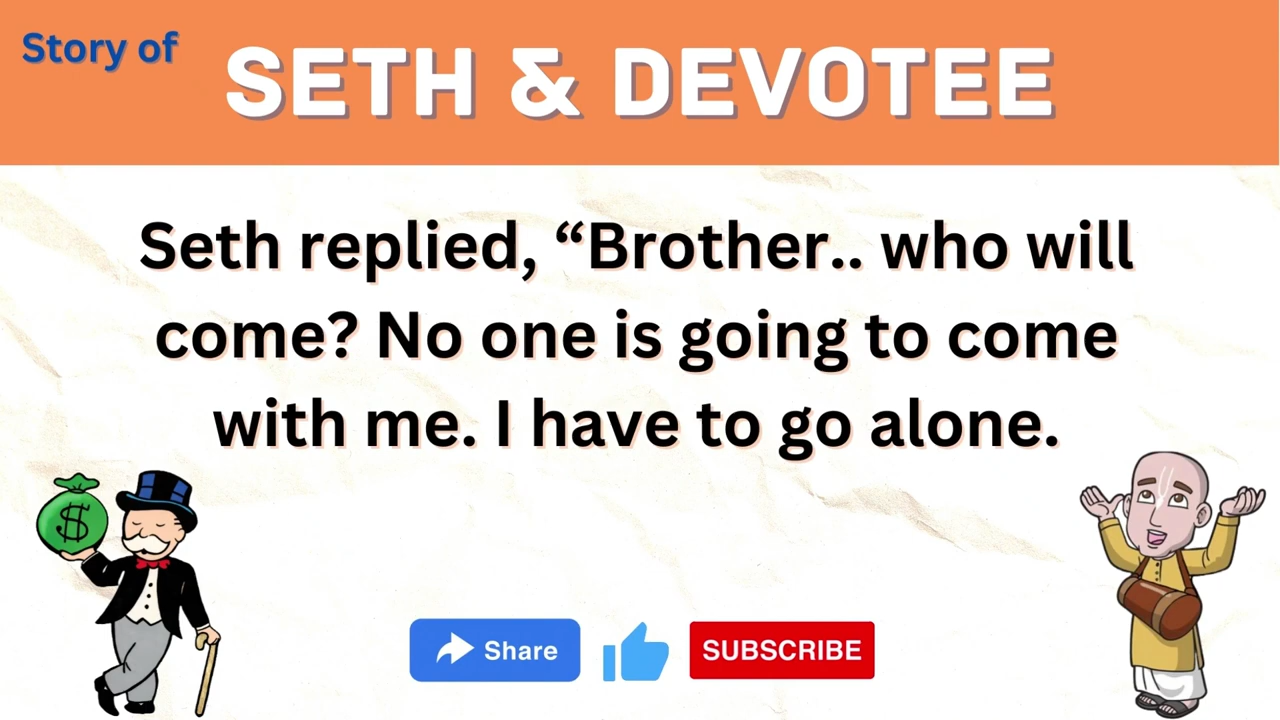 Story of
SETH & DEVOTEE
Seth replied, “Brother.. who will
come? No one is going to come
with me. I have to go alone.
$
Share
SUBSCRIBE